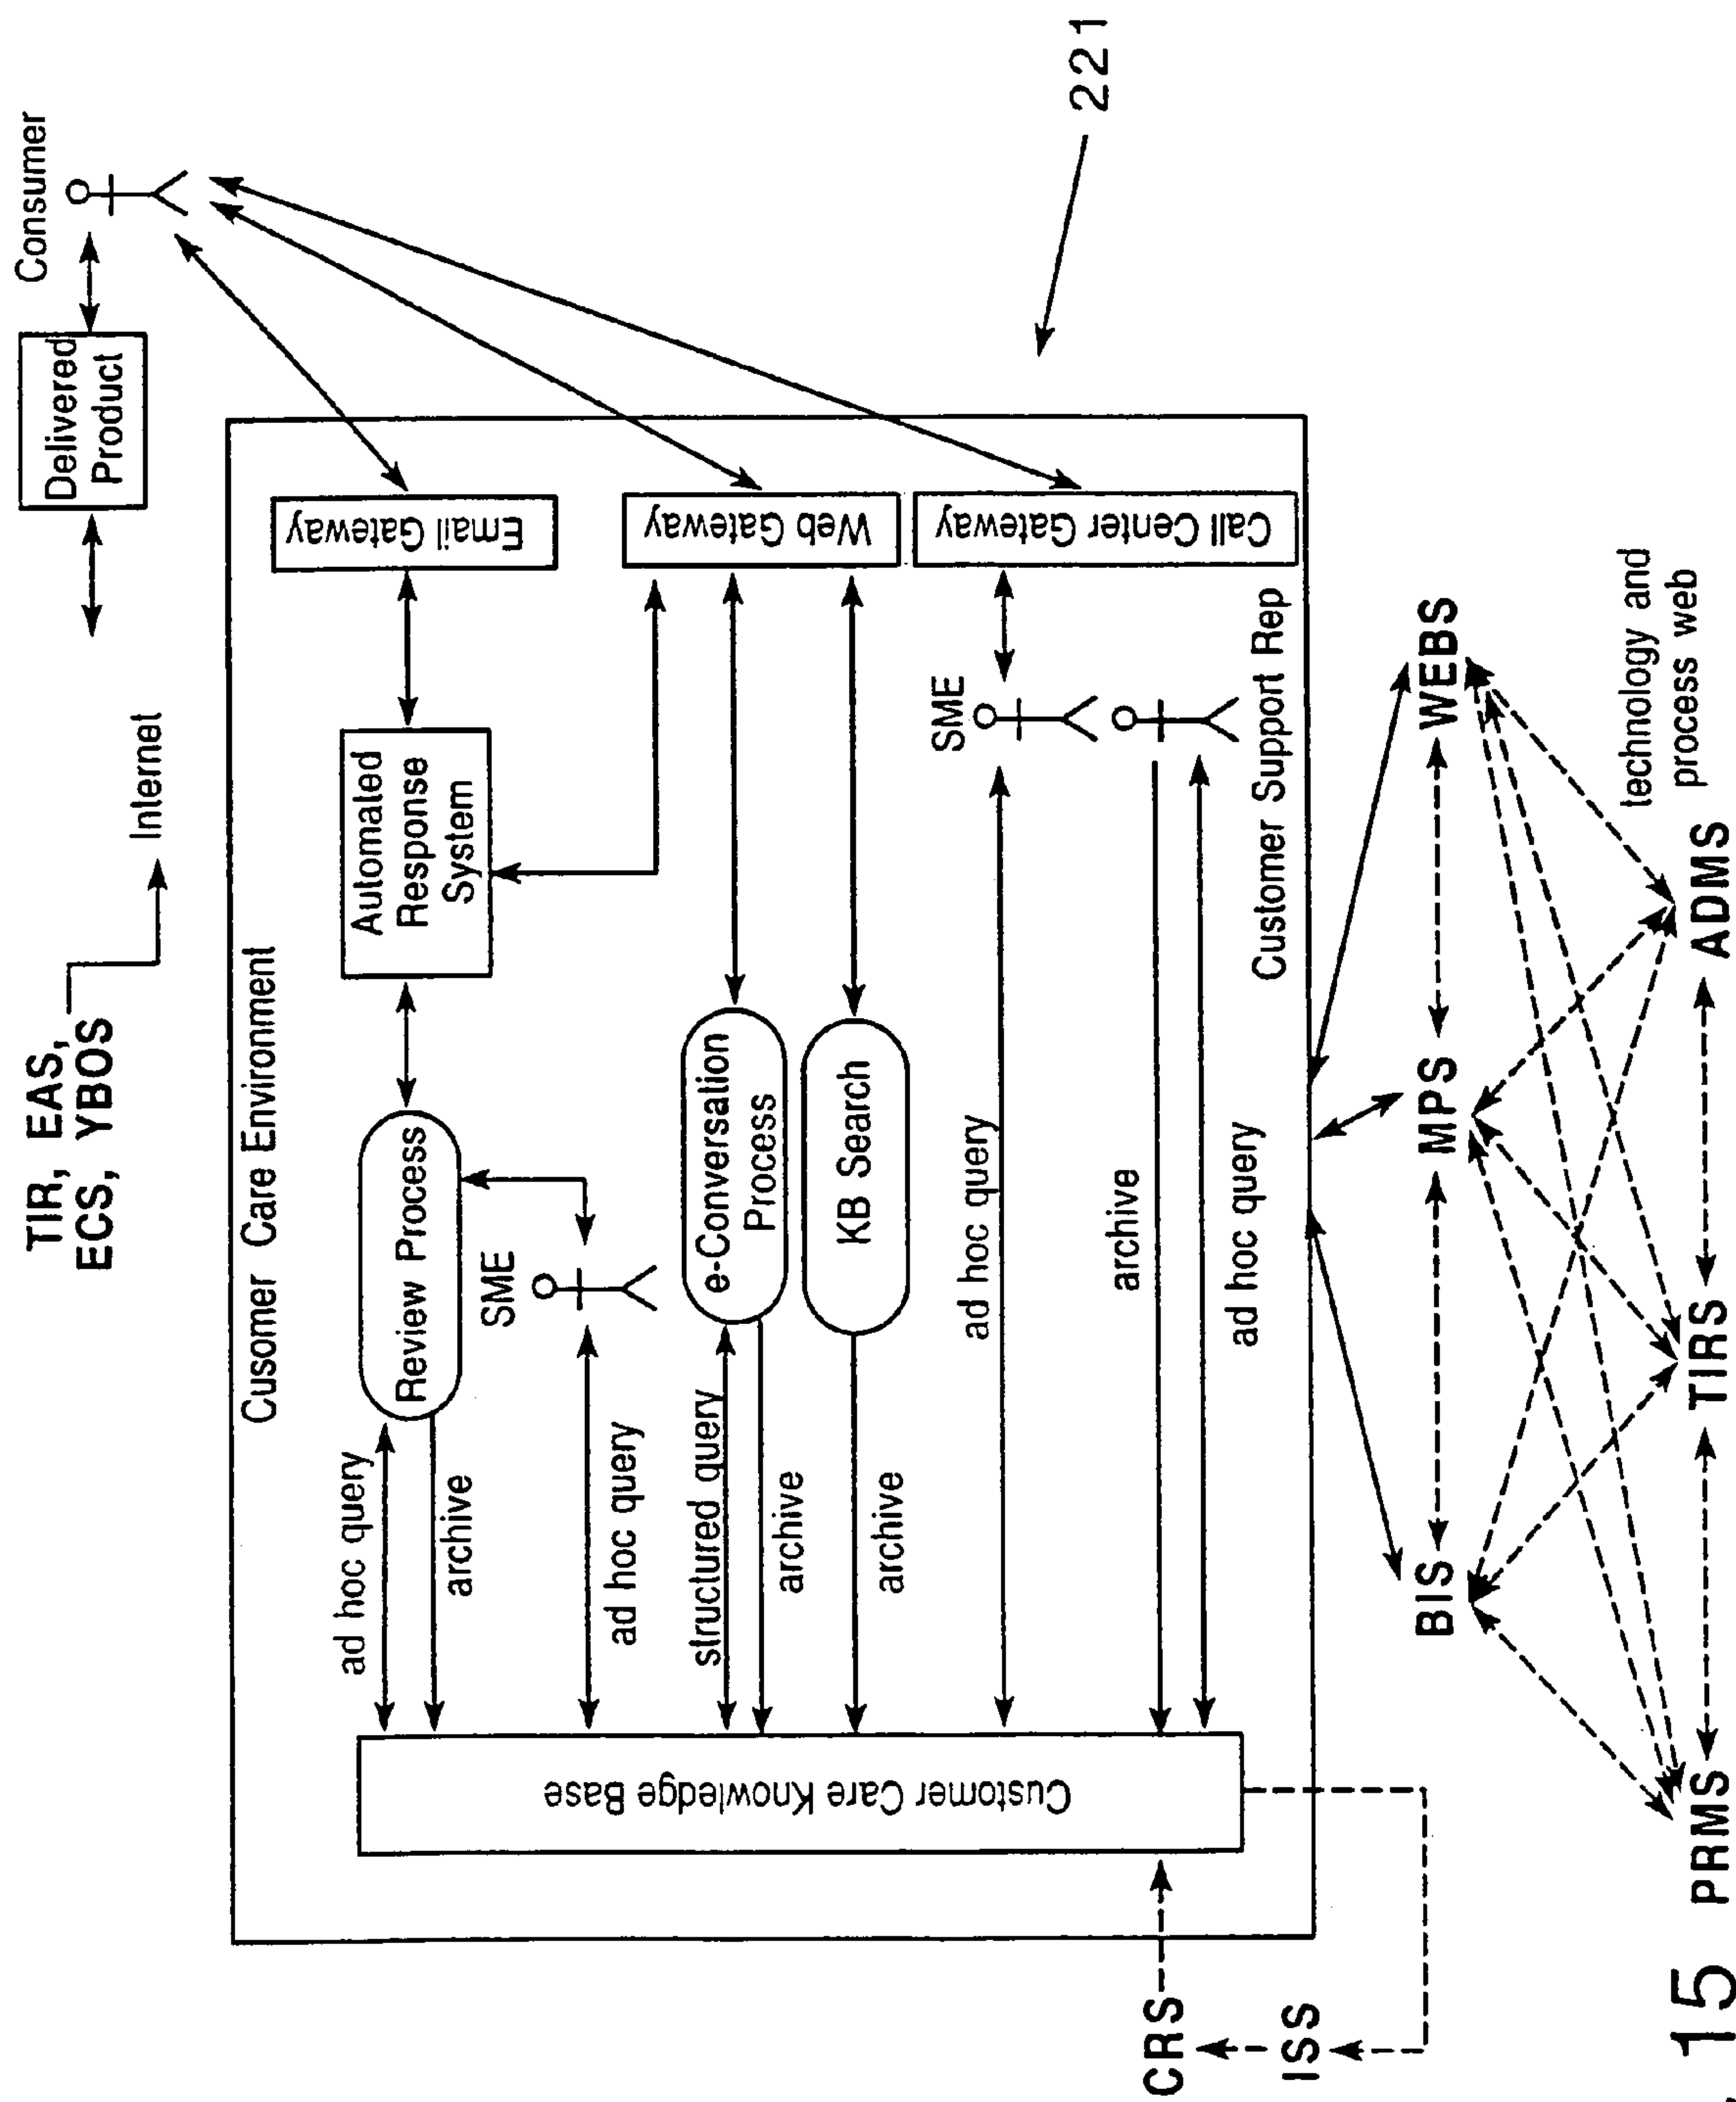 TIR, EAS,
ECS, YBOS
Internet
Delivered
Product
Consumer
Cusomer Care Environment
ad hoc query
archive
Review Process
Automated
Response
System
Email Gateway
SME
ad hoc query
structured query
archive
e-Conversation
Process
Web Gateway
archive
KB Search
Customer Care Knowledge Base
ad hoc query
SME
Call Center Gateway
archive
ad hoc query
Customer Support Rep
221
CRS
ISS
BIS
MPS
WEBS
technology and
process web
PRMS
TIRS
ADMS
15